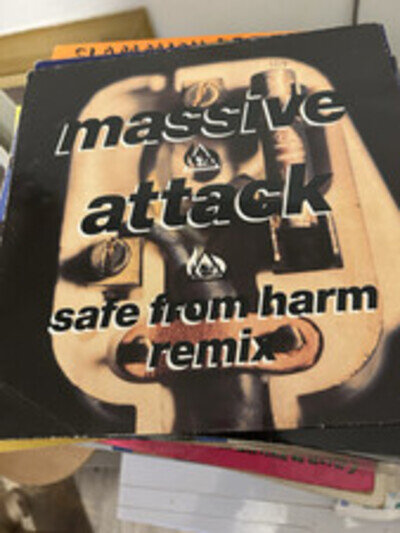 massive
attack
safe from harm
remix